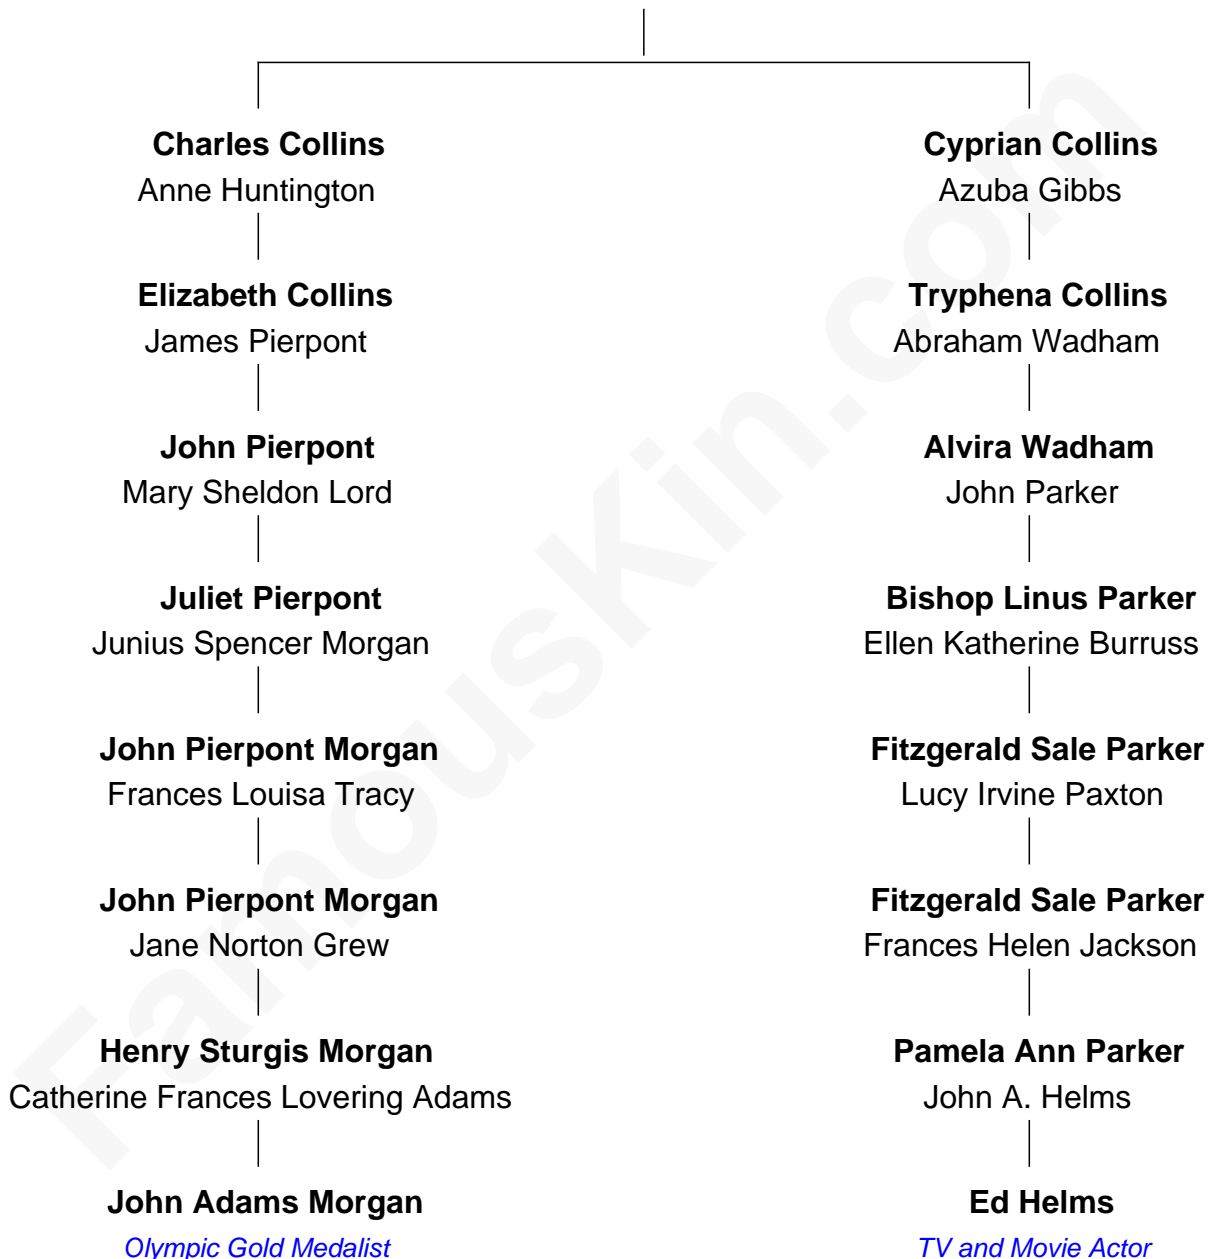 Charles Collins
Anne Huntington
Cyprian Collins
Azuba Gibbs
Elizabeth Collins
James Pierpont
Tryphena Collins
Abraham Wadham
John Pierpont
Mary Sheldon Lord
Alvira Wadham
John Parker
Juliet Pierpont
Junius Spencer Morgan
Bishop Linus Parker
Ellen Katherine Burruss
John Pierpont Morgan
Frances Louisa Tracy
Fitzgerald Sale Parker
Lucy Irvine Paxton
John Pierpont Morgan
Jane Norton Grew
Fitzgerald Sale Parker
Frances Helen Jackson
Henry Sturgis Morgan
Catherine Frances Lovering Adams
Pamela Ann Parker
John A. Helms
John Adams Morgan
Olympic Gold Medalist
Ed Helms
TV and Movie Actor
FamousKin.com